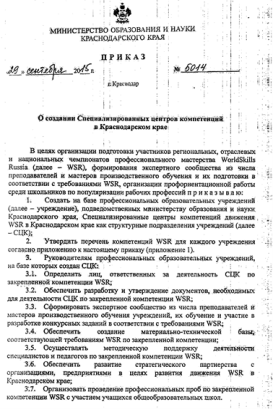 МИНИСТЕРСТВО ОБРАЗОВАНИЯ И НАУКИ
КРАСНОДАРСКОГО КРАЯ
ПРИКАЗ
29 сентября 2015 г.
№ 5014
г.Краснодар
О создании Специализированных центров компетенций
в Краснодарском крае
В целях организации подготовки участников региональных, отраслевых
и национальных чемпионатов профессионального мастерства WorldSkills
Russia (далее – WSR), формирования экспертного сообщества из числа
преподавателей и мастеров производственного обучения и их подготовки в
соответствии с требованиями WSR, организации профориентационной работы
среди школьников по популяризации рабочих профессий п р и к а з ы в а ю:
1. Создать на базе профессиональных образовательных учреждений
(далее – учреждение), подведомственных министерству образования и науки
Краснодарского края, Специализированные центры компетенций движения
WSR в Краснодарском крае как структурные подразделения учреждений (далее
– СЦК);
2. Утвердить перечень компетенций WSR для каждого учреждения
согласно приложению к настоящему приказу (приложение 1).
3. Руководителям профессиональных образовательных учреждений,
на базе которых создан СЦК:
3.1. Определить лиц, ответственных за деятельность СЦК по
закрепленной компетенции WSR;
3.2. Обеспечить разработку и утверждение документов, необходимых
для деятельности СЦК по закрепленной компетенции WSR;
3.3. Сформировать экспертное сообщество из числа преподавателей и
мастеров производственного обучения учреждений, их обучение и участие в
разработке конкурсных заданий в соответствии с требованиями WSR;
3.4. Обеспечить создание материально-технической базы,
соответствующей требованиям WSR по закрепленной компетенции;
3.5. Осуществлять методическую поддержку деятельности
специалистов и педагогов по закрепленной компетенции WSR;
3.6. Обеспечить развитие стратегического партнерства с
организациями, предприятиями в целях развития движения WSR в
Краснодарском крае;
3.7. Организовать проведение профессиональных проб по закрепленной
компетенции WSR с участием учащихся общеобразовательных школ.